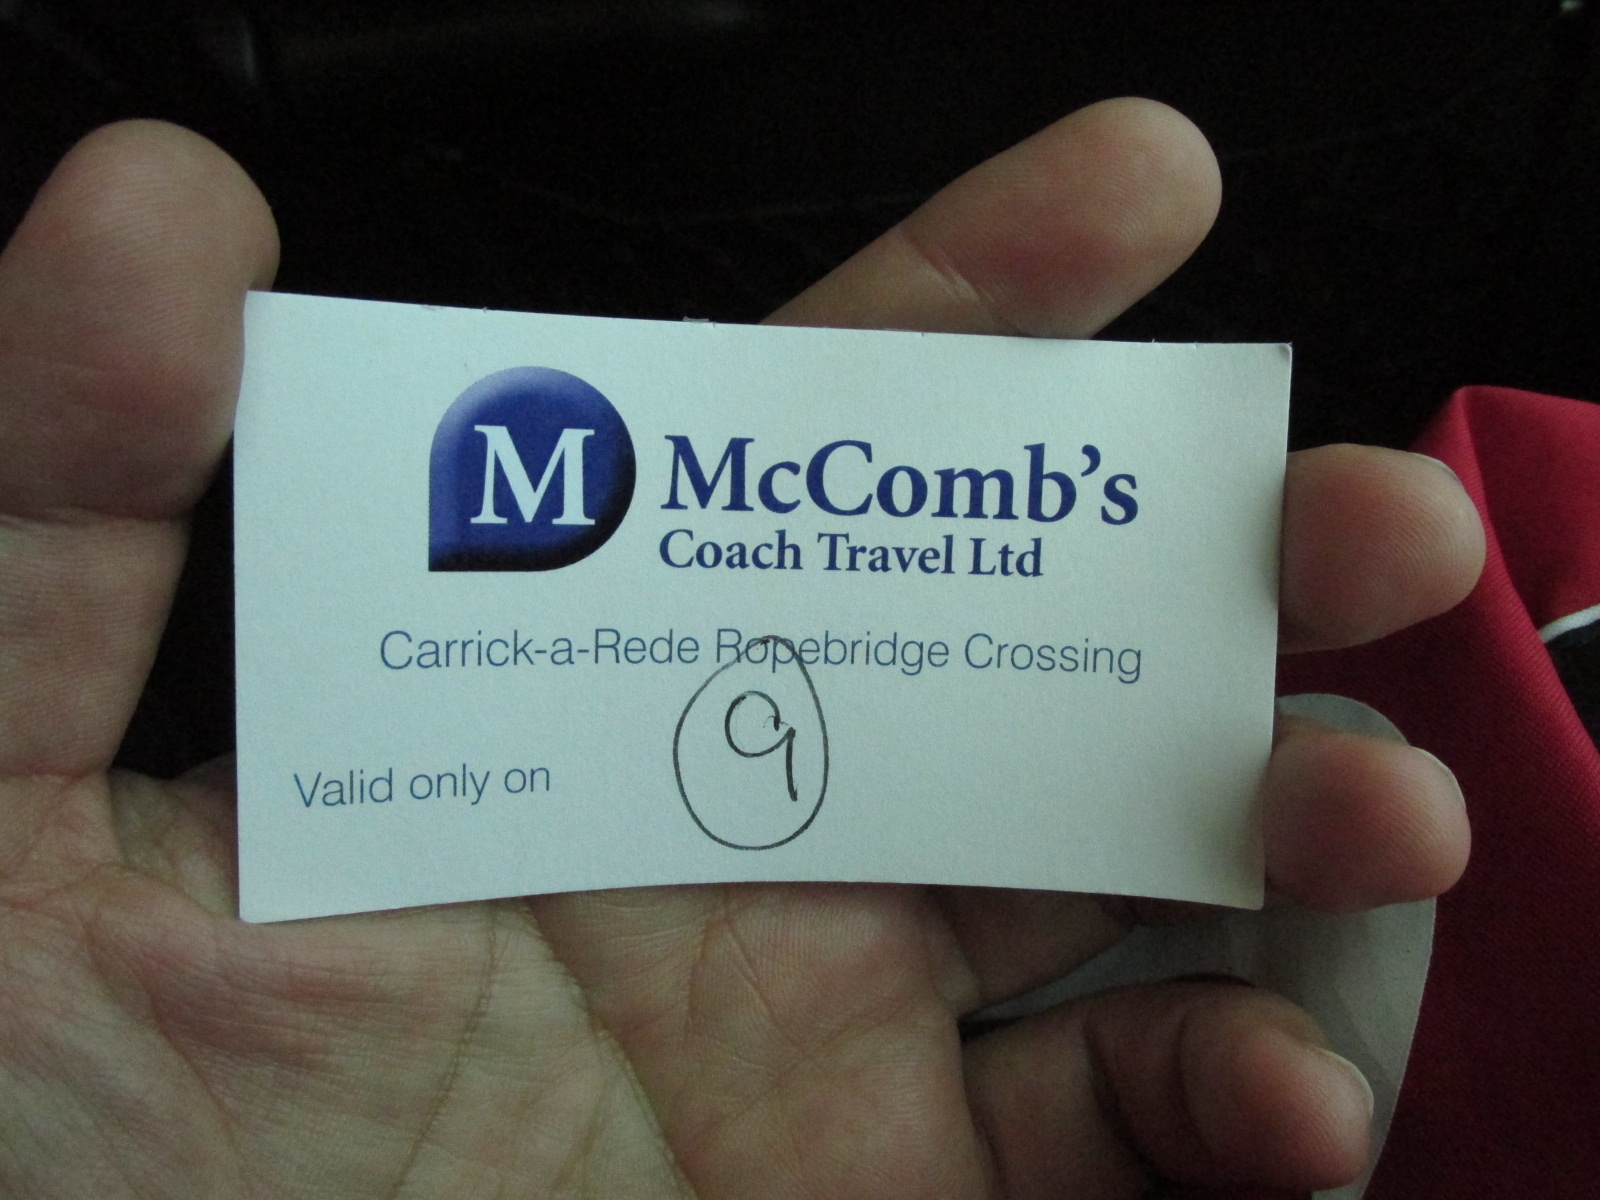 M
McComb's
Coach Travel Ltd
Carrick-a-Rede Ropebridge Crossing
9
Valid only on